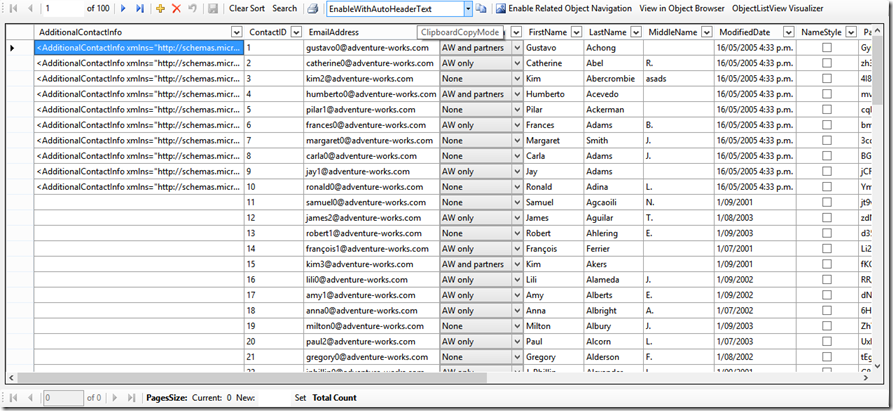 1 of 100 Clear Sort Search EnableWithAutoHeaderText Enable Related Object Navigation View in Object Browser ObjectListView Visualizer
AdditionalContactInfo ContactID EmailAddress ClipboardCopyMode FirstName LastName MiddleName ModifiedDate NameStyle Pa
<AdditionalContactInfo xmlns="http://schemas.micr... 1 gustavo0@adventure-works.com AW and partners Gustavo Achong 16/05/2005 4:33 p.m. Gy
<AdditionalContactInfo xmlns="http://schemas.micr... 2 catherine0@adventure-works.com AW only Catherine Abel R. 16/05/2005 4:33 p.m. zh3
<AdditionalContactInfo xmlns="http://schemas.micr... 3 kim2@adventure-works.com None Kim Abercrombie asads 16/05/2005 4:33 p.m. 4l8
<AdditionalContactInfo xmlns="http://schemas.micr... 4 humberto0@adventure-works.com AW and partners Humberto Acevedo 16/05/2005 4:33 p.m. mv
<AdditionalContactInfo xmlns="http://schemas.micr... 5 pilar1@adventure-works.com None Pilar Ackerman 16/05/2005 4:33 p.m.
<AdditionalContactInfo xmlns="http://schemas.micr... 6 frances0@adventure-works.com AW only Frances Adams B. 16/05/2005 4:33 p.m. bm
<AdditionalContactInfo xmlns="http://schemas.micr... 7 margaret0@adventure-works.com None Margaret Smith J. 16/05/2005 4:33 p.m.
<AdditionalContactInfo xmlns="http://schemas.micr... 8 carla0@adventure-works.com None Carla Adams J. 16/05/2005 4:33 p.m. BG
<AdditionalContactInfo xmlns="http://schemas.micr... 9 jay1@adventure-works.com AW only Jay Adams 16/05/2005 4:33 p.m.
<AdditionalContactInfo xmlns="http://schemas.micr... 10 ronald0@adventure-works.com None Ronald Adina L. 16/05/2005 4:33 p.m.
11 samuel0@adventure-works.com None Samuel Agcaoili N. 1/09/2001
12 james2@adventure-works.com AW only James Aguilar T. 1/08/2003
13 robert1@adventure-works.com None Robert Ahlering E. 1/09/2003
14 françois1@adventure-works.com AW only François Ferrier 1/07/2001 Li2
15 kim3@adventure-works.com AW and partners Kim Akers 1/09/2001
16 lili0@adventure-works.com AW only Lili Alameda J. 1/09/2002
17 amy1@adventure-works.com AW only Amy Alberts E. 1/09/2002
18 anna0@adventure-works.com AW only Anna Albright A. 1/07/2002
19 milton0@adventure-works.com None Milton Albury J. 1/09/2003
20 paul2@adventure-works.com AW only Paul Alcorn L. 1/07/2001
21 gregory0@adventure-works.com None Gregory Alderson F. 1/08/2002
0 of 0 PagesSize: Current: 0 New: Set Total Count